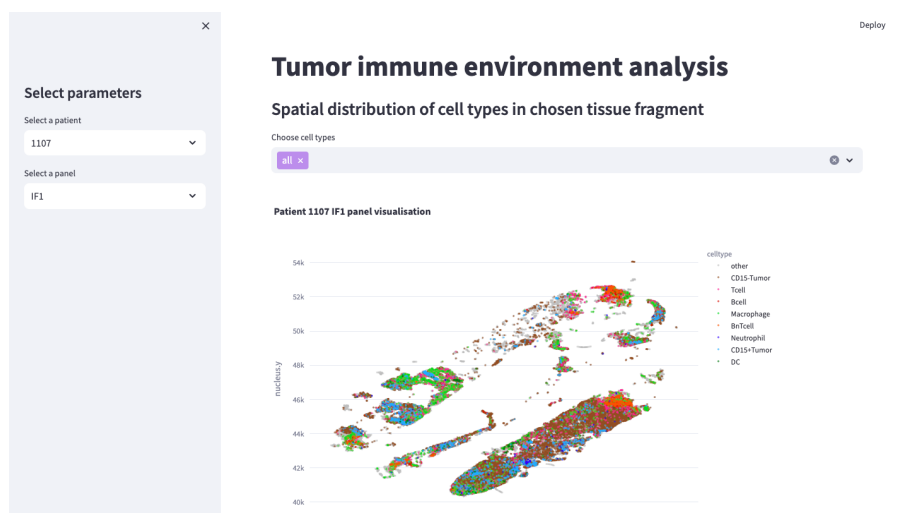 Deploy
Select parameters
Select a patient
1107
Select a panel
IF1
Tumor immune environment analysis
Spatial distribution of cell types in chosen tissue fragment
Choose cell types
all
Patient 1107 IF1 panel visualisation
54k
52k
50k
48k
46k
44k
42k
40k
nucleus.y
celltype
other
CD15-Tumor
Tcell
Bcell
Macrophage
BnTcell
Neutrophil
CD15+Tumor
DC